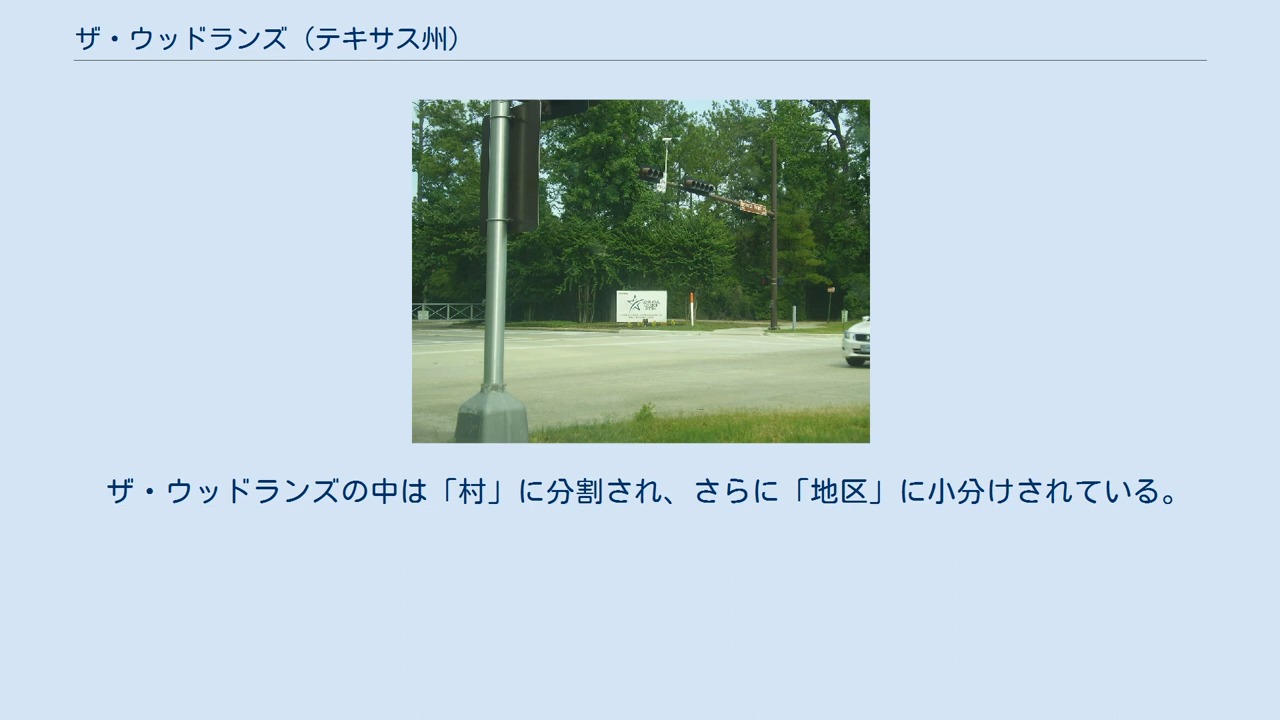 ザ・ウッドランズ（テキサス州）
ザ・ウッドランズの中は「村」に分割され、さらに「地区」に小分けされている。